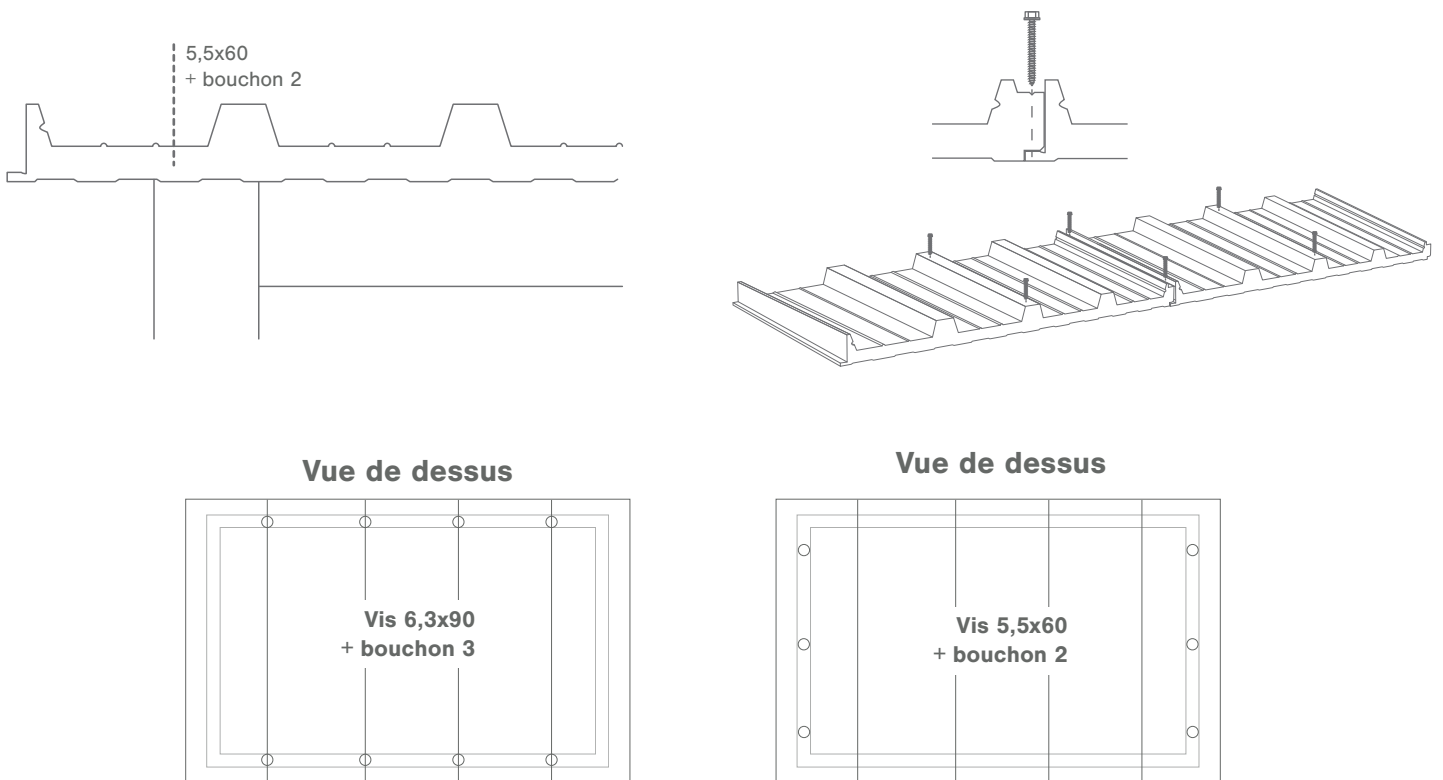 5,5x60
+ bouchon 2
Vue de dessus
Vis 6,3x90
+ bouchon 3
Vue de dessus
Vis 5,5x60
+ bouchon 2